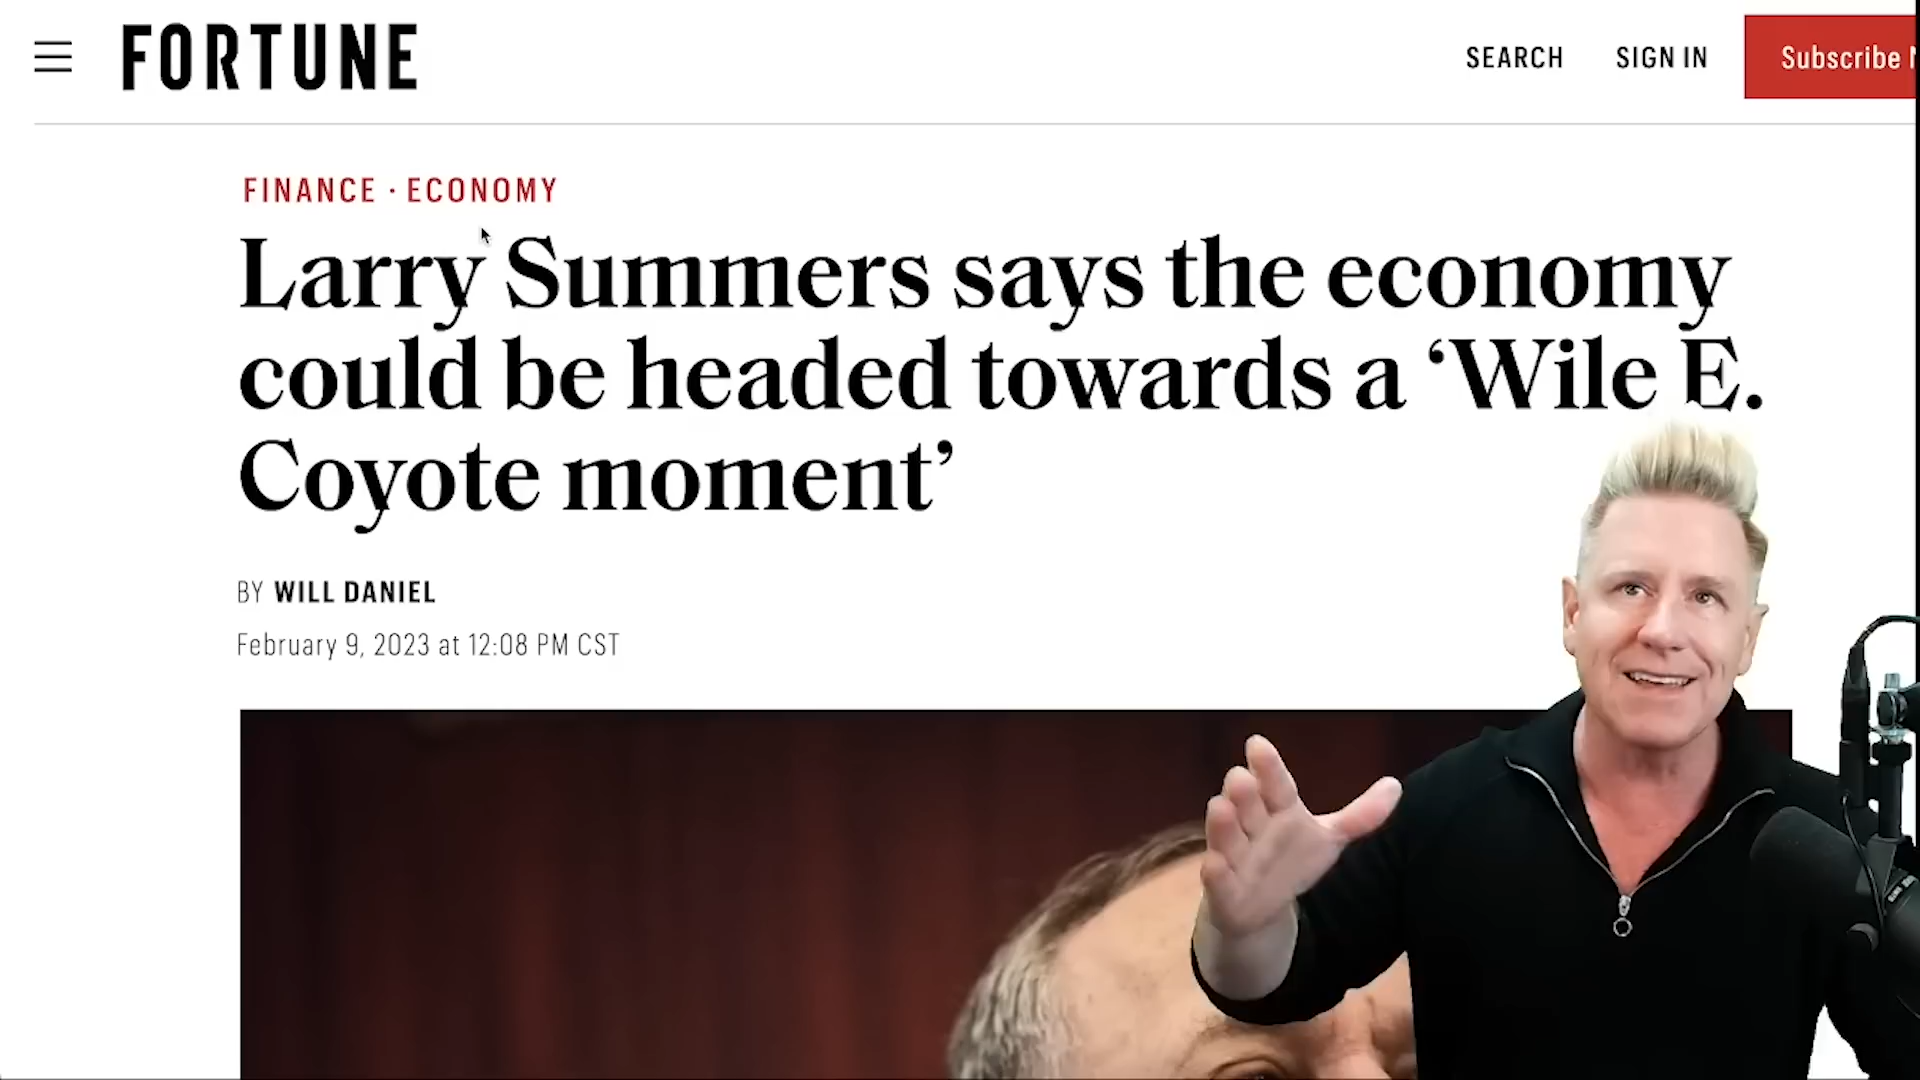 FORTUNE
SEARCH
SIGN IN
Subscribe
FINANCE · ECONOMY
Larry Summers says the economy
could be headed towards a ‘Wile E.
Coyote moment’
BY WILL DANIEL
February 9, 2023 at 12:08 PM CST